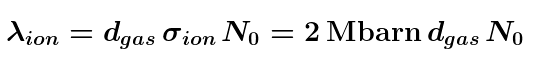 λ_ion = d_gas σ_ion N_0 = 2 Mbarn d_gas N_0